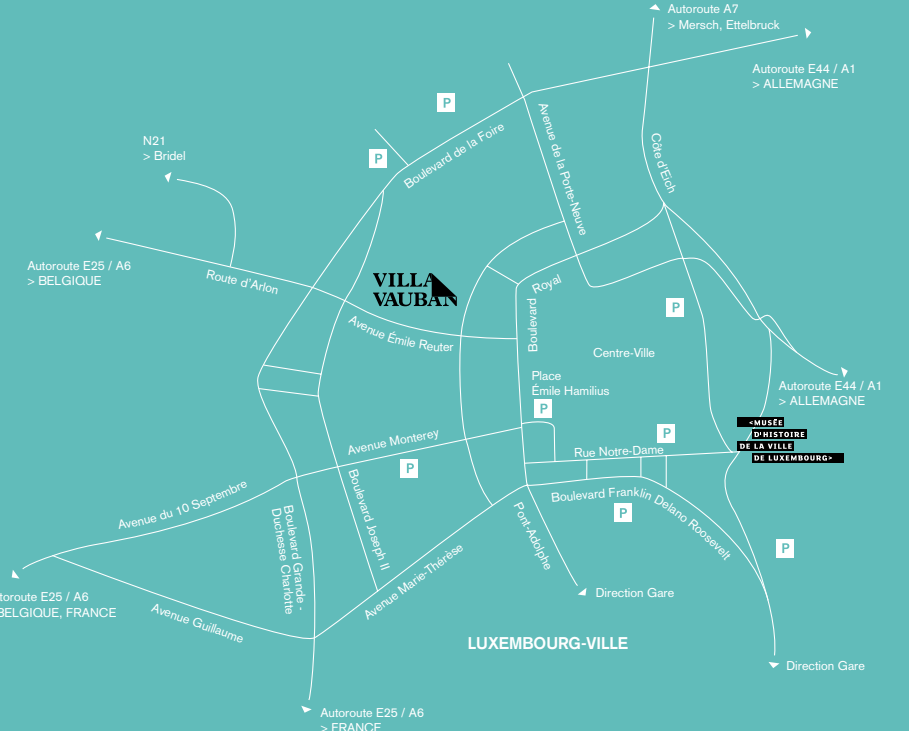 Autoroute A7
> Mersch, Ettelbruck
Autoroute E44 / A1
> ALLEMAGNE
P
Boulevard de la Foire
Avenue de la Porte-Neuve
Côte d'Eich
N21
> Bridel
P
Autoroute E25 / A6
> BELGIQUE
Route d'Arlon
VILLA
VAUBAN
Royal
Boulevard
P
Avenue Émile Reuter
Centre-Ville
Place
Émile Hamilius
P
Autoroute E44 / A1
> ALLEMAGNE
<MUSÉE
D'HISTOIRE
DE LA VILLE
DE LUXEMBOURG>
P
Avenue Monterey
P
Rue Notre-Dame
Avenue du 10 Septembre
Boulevard Joseph II
Boulevard Franklin Delano Roosevelt
P
Boulevard Grande -
Duchesse Charlotte
Pont-Adolphe
P
Avenue Marie-Thérèse
toroute E25 / A6
BELGIQUE, FRANCE
Avenue Guillaume
Direction Gare
LUXEMBOURG-VILLE
Direction Gare
Autoroute E25 / A6
> FRANCE